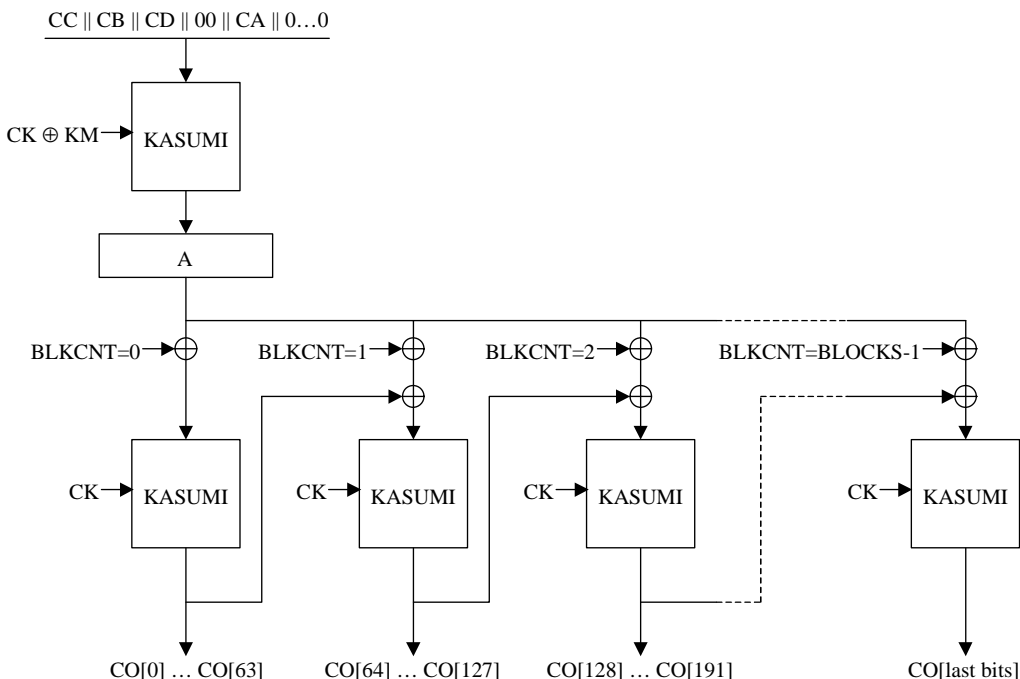 CC || CB || CD || 00 || CA || 0…0
CK ⊕ KM
KASUMI
A
BLKCNT=0
BLKCNT=1
BLKCNT=2
BLKCNT=BLOCKS-1
CK
KASUMI
CK
KASUMI
CK
KASUMI
CK
KASUMI
CO[0] … CO[63]
CO[64] … CO[127]
CO[128] … CO[191]
CO[last bits]